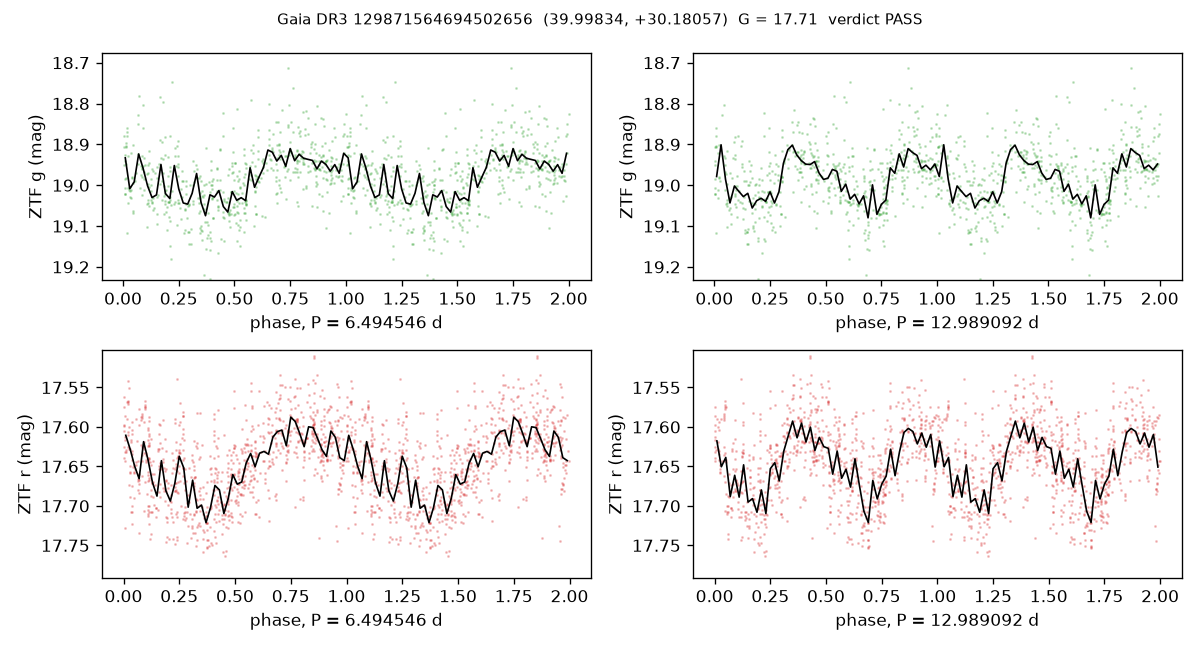 Gaia DR3 129871564694502656  (39.99834, +30.18057)  G = 17.71  verdict PASS
ZTF g (mag)
18.7
18.8
18.9
19.0
19.1
19.2
0.00 0.25 0.50 0.75 1.00 1.25 1.50 1.75 2.00
phase, P = 6.494546 d
ZTF g (mag)
18.7
18.8
18.9
19.0
19.1
19.2
0.00 0.25 0.50 0.75 1.00 1.25 1.50 1.75 2.00
phase, P = 12.989092 d
ZTF r (mag)
17.55
17.60
17.65
17.70
17.75
0.00 0.25 0.50 0.75 1.00 1.25 1.50 1.75 2.00
phase, P = 6.494546 d
ZTF r (mag)
17.55
17.60
17.65
17.70
17.75
0.00 0.25 0.50 0.75 1.00 1.25 1.50 1.75 2.00
phase, P = 12.989092 d